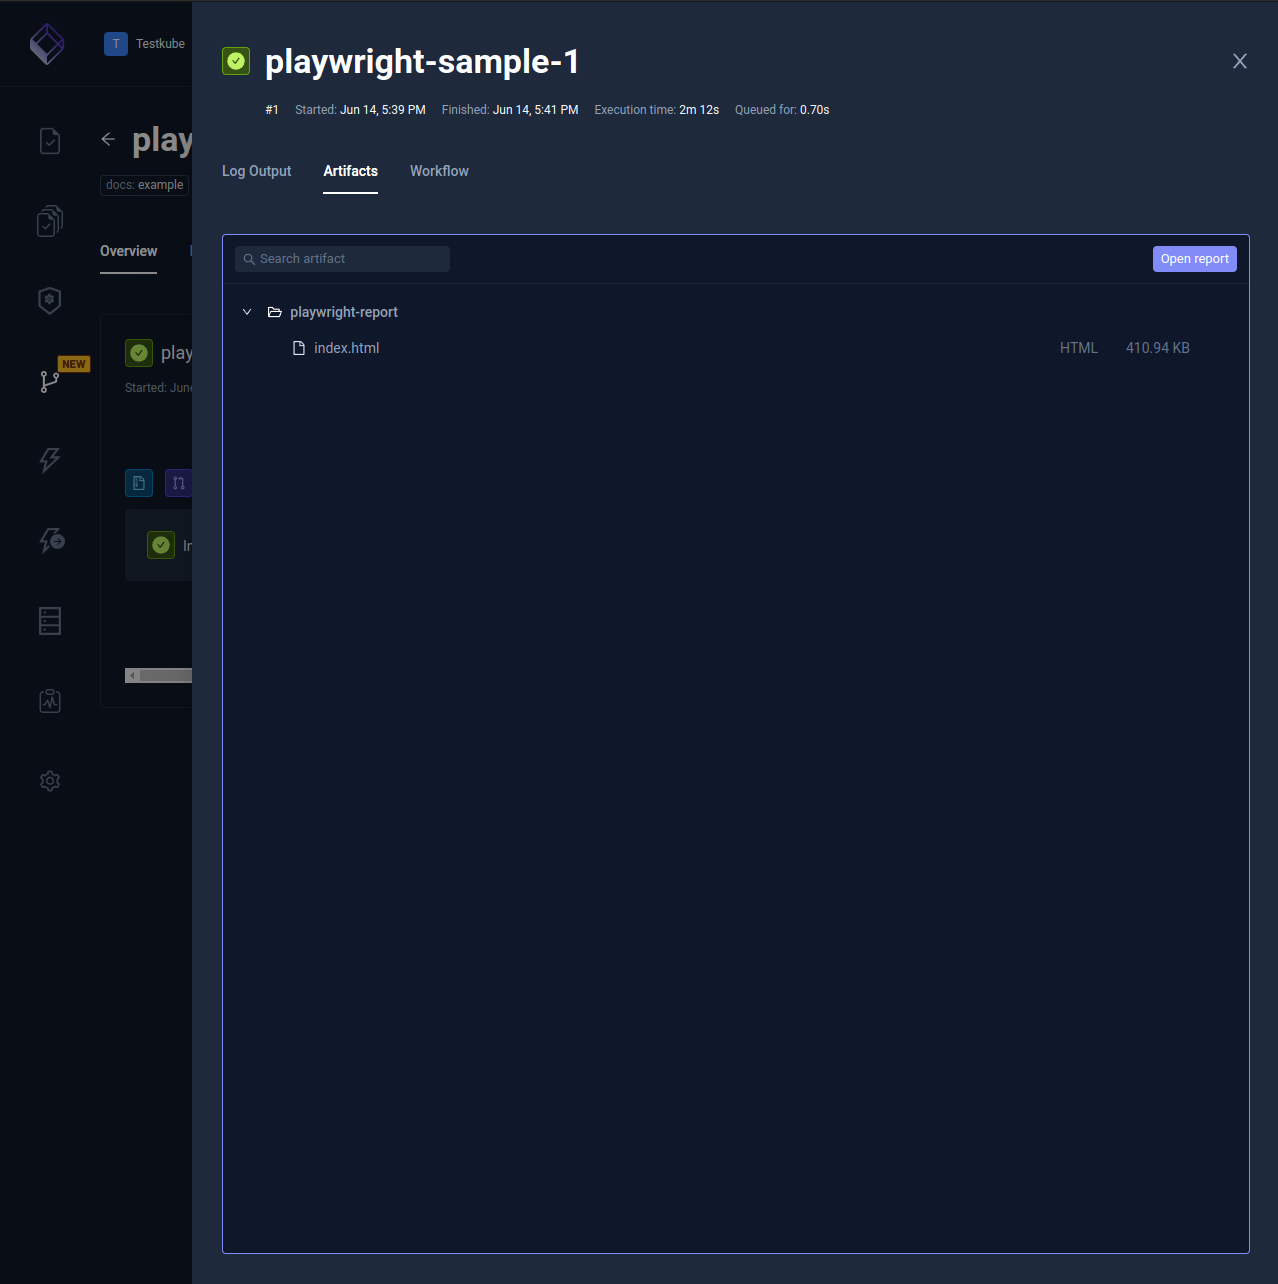 T Testkube
play
docs: example
Overview
play
Started: June
NEW
playwright-sample-1
#1 Started: Jun 14, 5:39 PM Finished: Jun 14, 5:41 PM Execution time: 2m 12s Queued for: 0.70s
Log Output Artifacts Workflow
Search artifact Open report
playwright-report
index.html HTML 410.94 KB